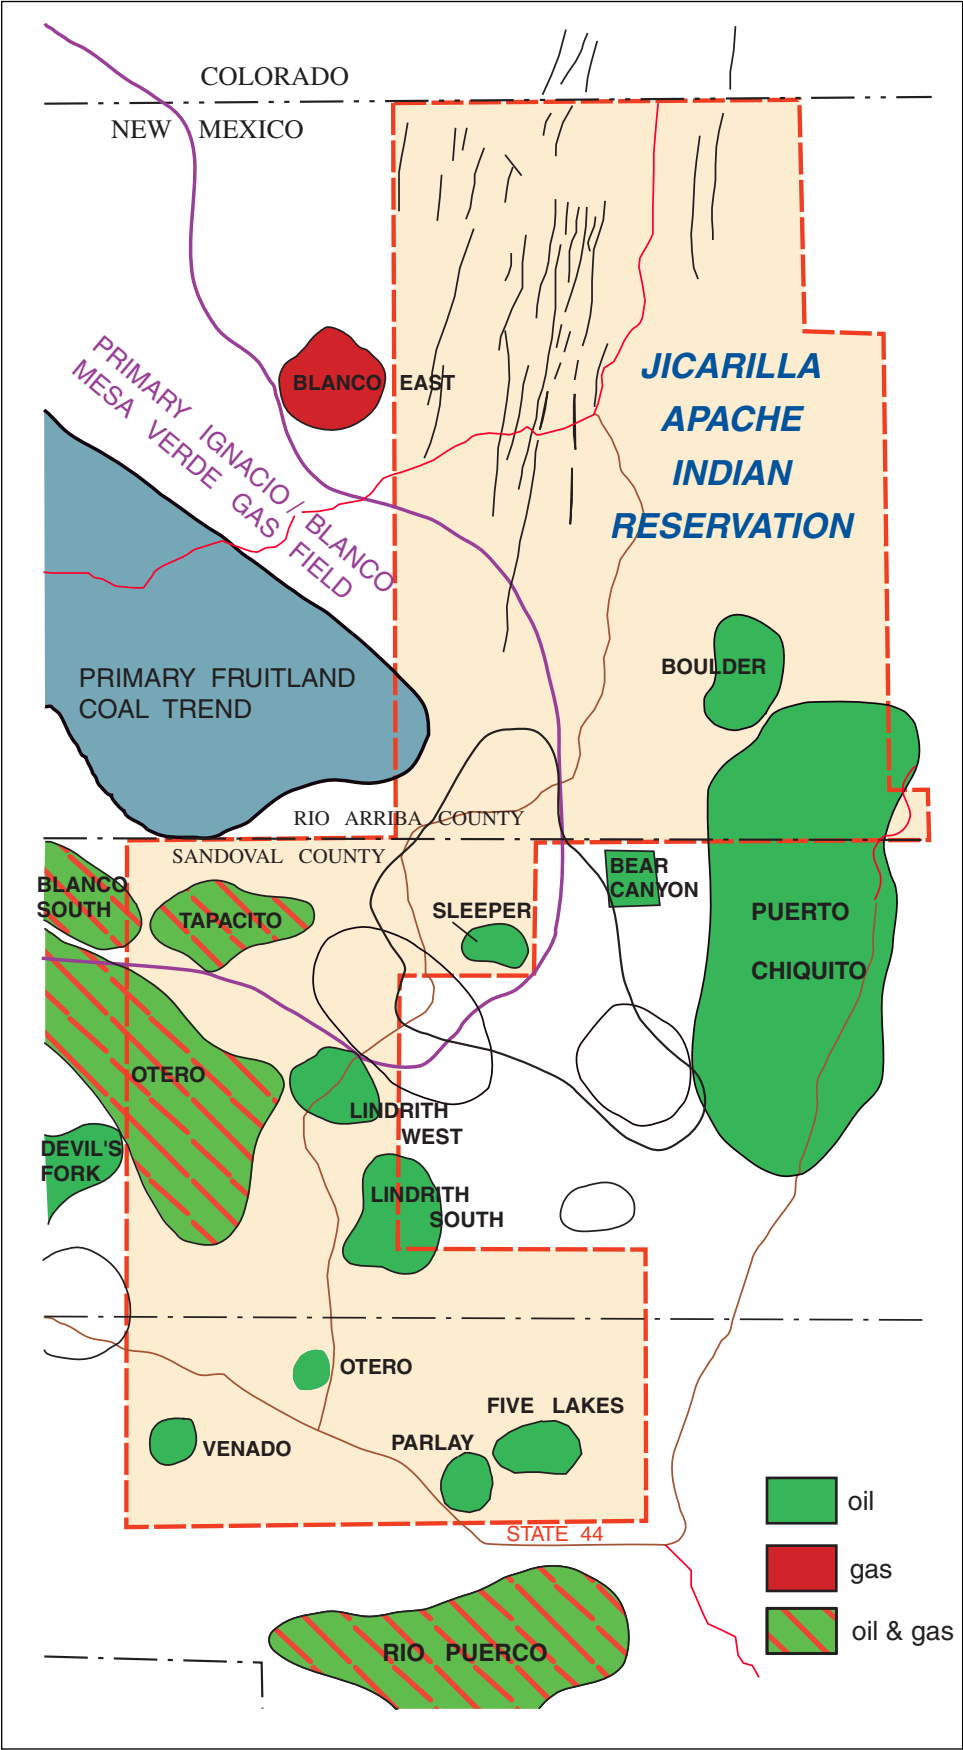 COLORADO
NEW MEXICO
PRIMARY IGNACIO / BLANCO
MESA VERDE GAS FIELD
BLANCO EAST
JICARILLA
APACHE
INDIAN
RESERVATION
BOULDER
PRIMARY FRUITLAND
COAL TREND
RIO ARRIBA COUNTY
SANDOVAL COUNTY
BLANCO
SOUTH
TAPACITO
SLEEPER
BEAR
CANYON
PUERTO
CHIQUITO
OTERO
LINDRITH
WEST
DEVIL'S
FORK
LINDRITH
SOUTH
OTERO
FIVE LAKES
VENADO
PARLAY
STATE 44
RIO PUERCO
oil
gas
oil & gas